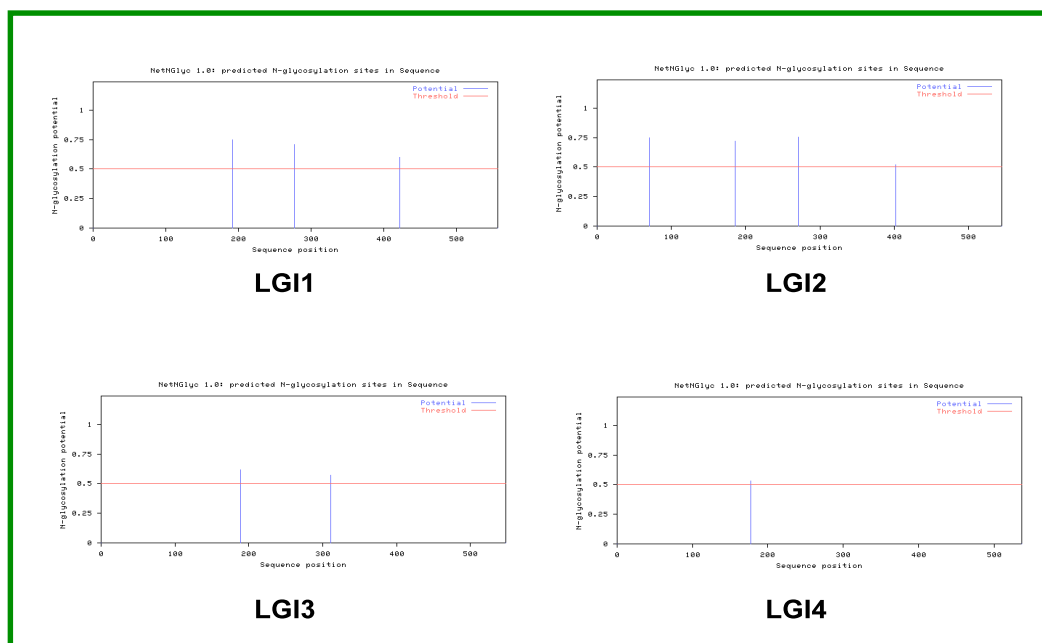 NetNGlyc 1.0: predicted N-glycosylation sites in Sequence
Potential
Threshold
N-glycosylation potential
1
0.75
0.5
0.25
0
0 100 200 300 400 500
Sequence position
LGI1
NetNGlyc 1.0: predicted N-glycosylation sites in Sequence
Potential
Threshold
N-glycosylation potential
1
0.75
0.5
0.25
0
0 100 200 300 400 500
Sequence position
LGI2
NetNGlyc 1.0: predicted N-glycosylation sites in Sequence
Potential
Threshold
N-glycosylation potential
1
0.75
0.5
0.25
0
0 100 200 300 400 500
Sequence position
LGI3
NetNGlyc 1.0: predicted N-glycosylation sites in Sequence
Potential
Threshold
N-glycosylation potential
1
0.75
0.5
0.25
0
0 100 200 300 400 500
Sequence position
LGI4